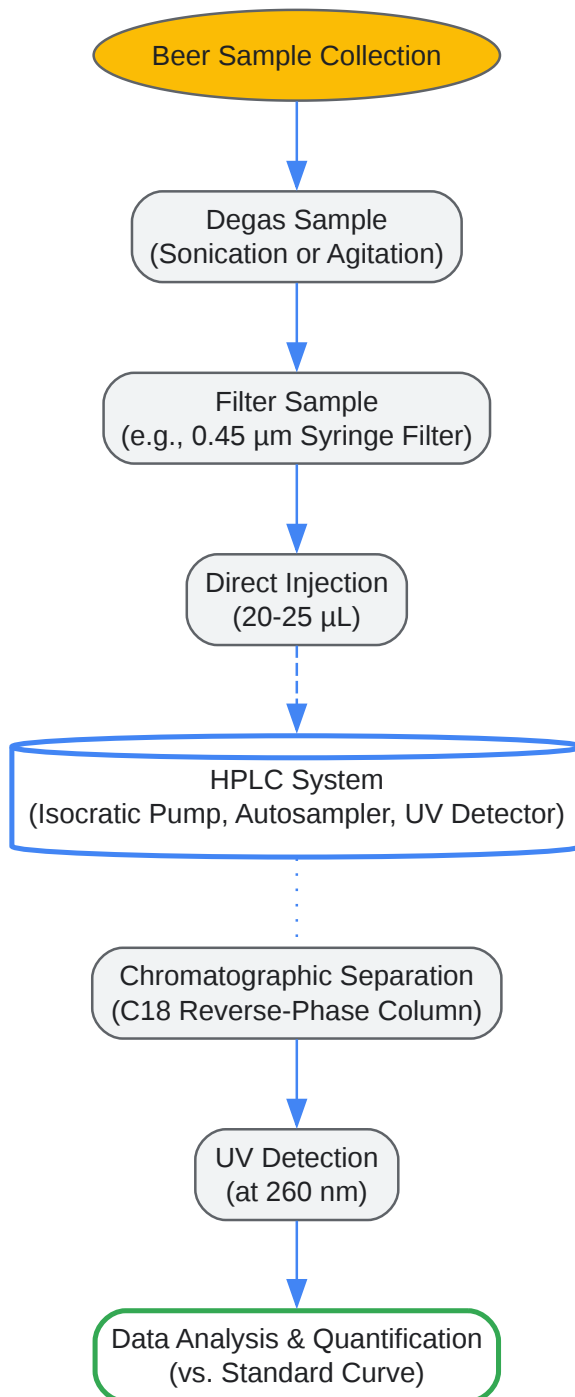 Beer Sample Collection
Degas Sample
(Sonication or Agitation)
Filter Sample
(e.g., 0.45 µm Syringe Filter)
Direct Injection
(20-25 µL)
HPLC System
(Isocratic Pump, Autosampler, UV Detector)
Chromatographic Separation
(C18 Reverse-Phase Column)
UV Detection
(at 260 nm)
Data Analysis & Quantification
(vs. Standard Curve)